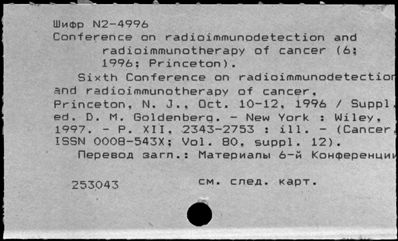 Шифр N2-4996
Conference on radioimmunodetection and
radioimmunotherapy of cancer (6;
1996; Princeton).
Sixth Conference on radioimmunodetection
and radioimmunotherapy of cancer,
Princeton, N. J., Oct. 10-12, 1996 / Suppl.
ed. D. M. Goldenberg. - New York : Wiley,
1997. - P. XII, 2343-2753 : ill. - (Cancer,
ISSN 0008-543X; Vol. 80, suppl. 12).
Перевод загл.: Материалы 6-й Конференции
253043 см. след. карт.